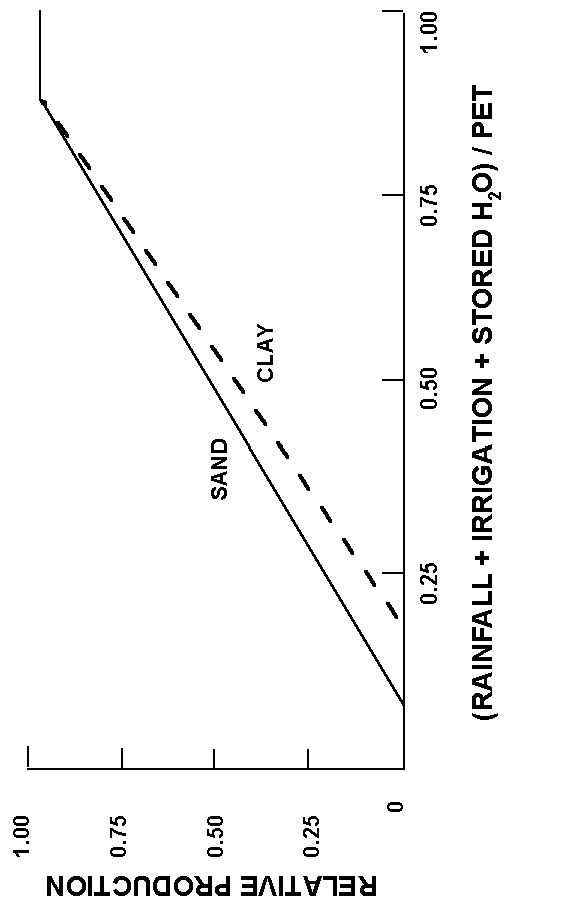 RELATIVE PRODUCTION
1.00
0.75
0.50
0.25
0
SAND
CLAY
0.25
0.50
0.75
1.00
(RAINFALL + IRRIGATION + STORED H₂O) / PET